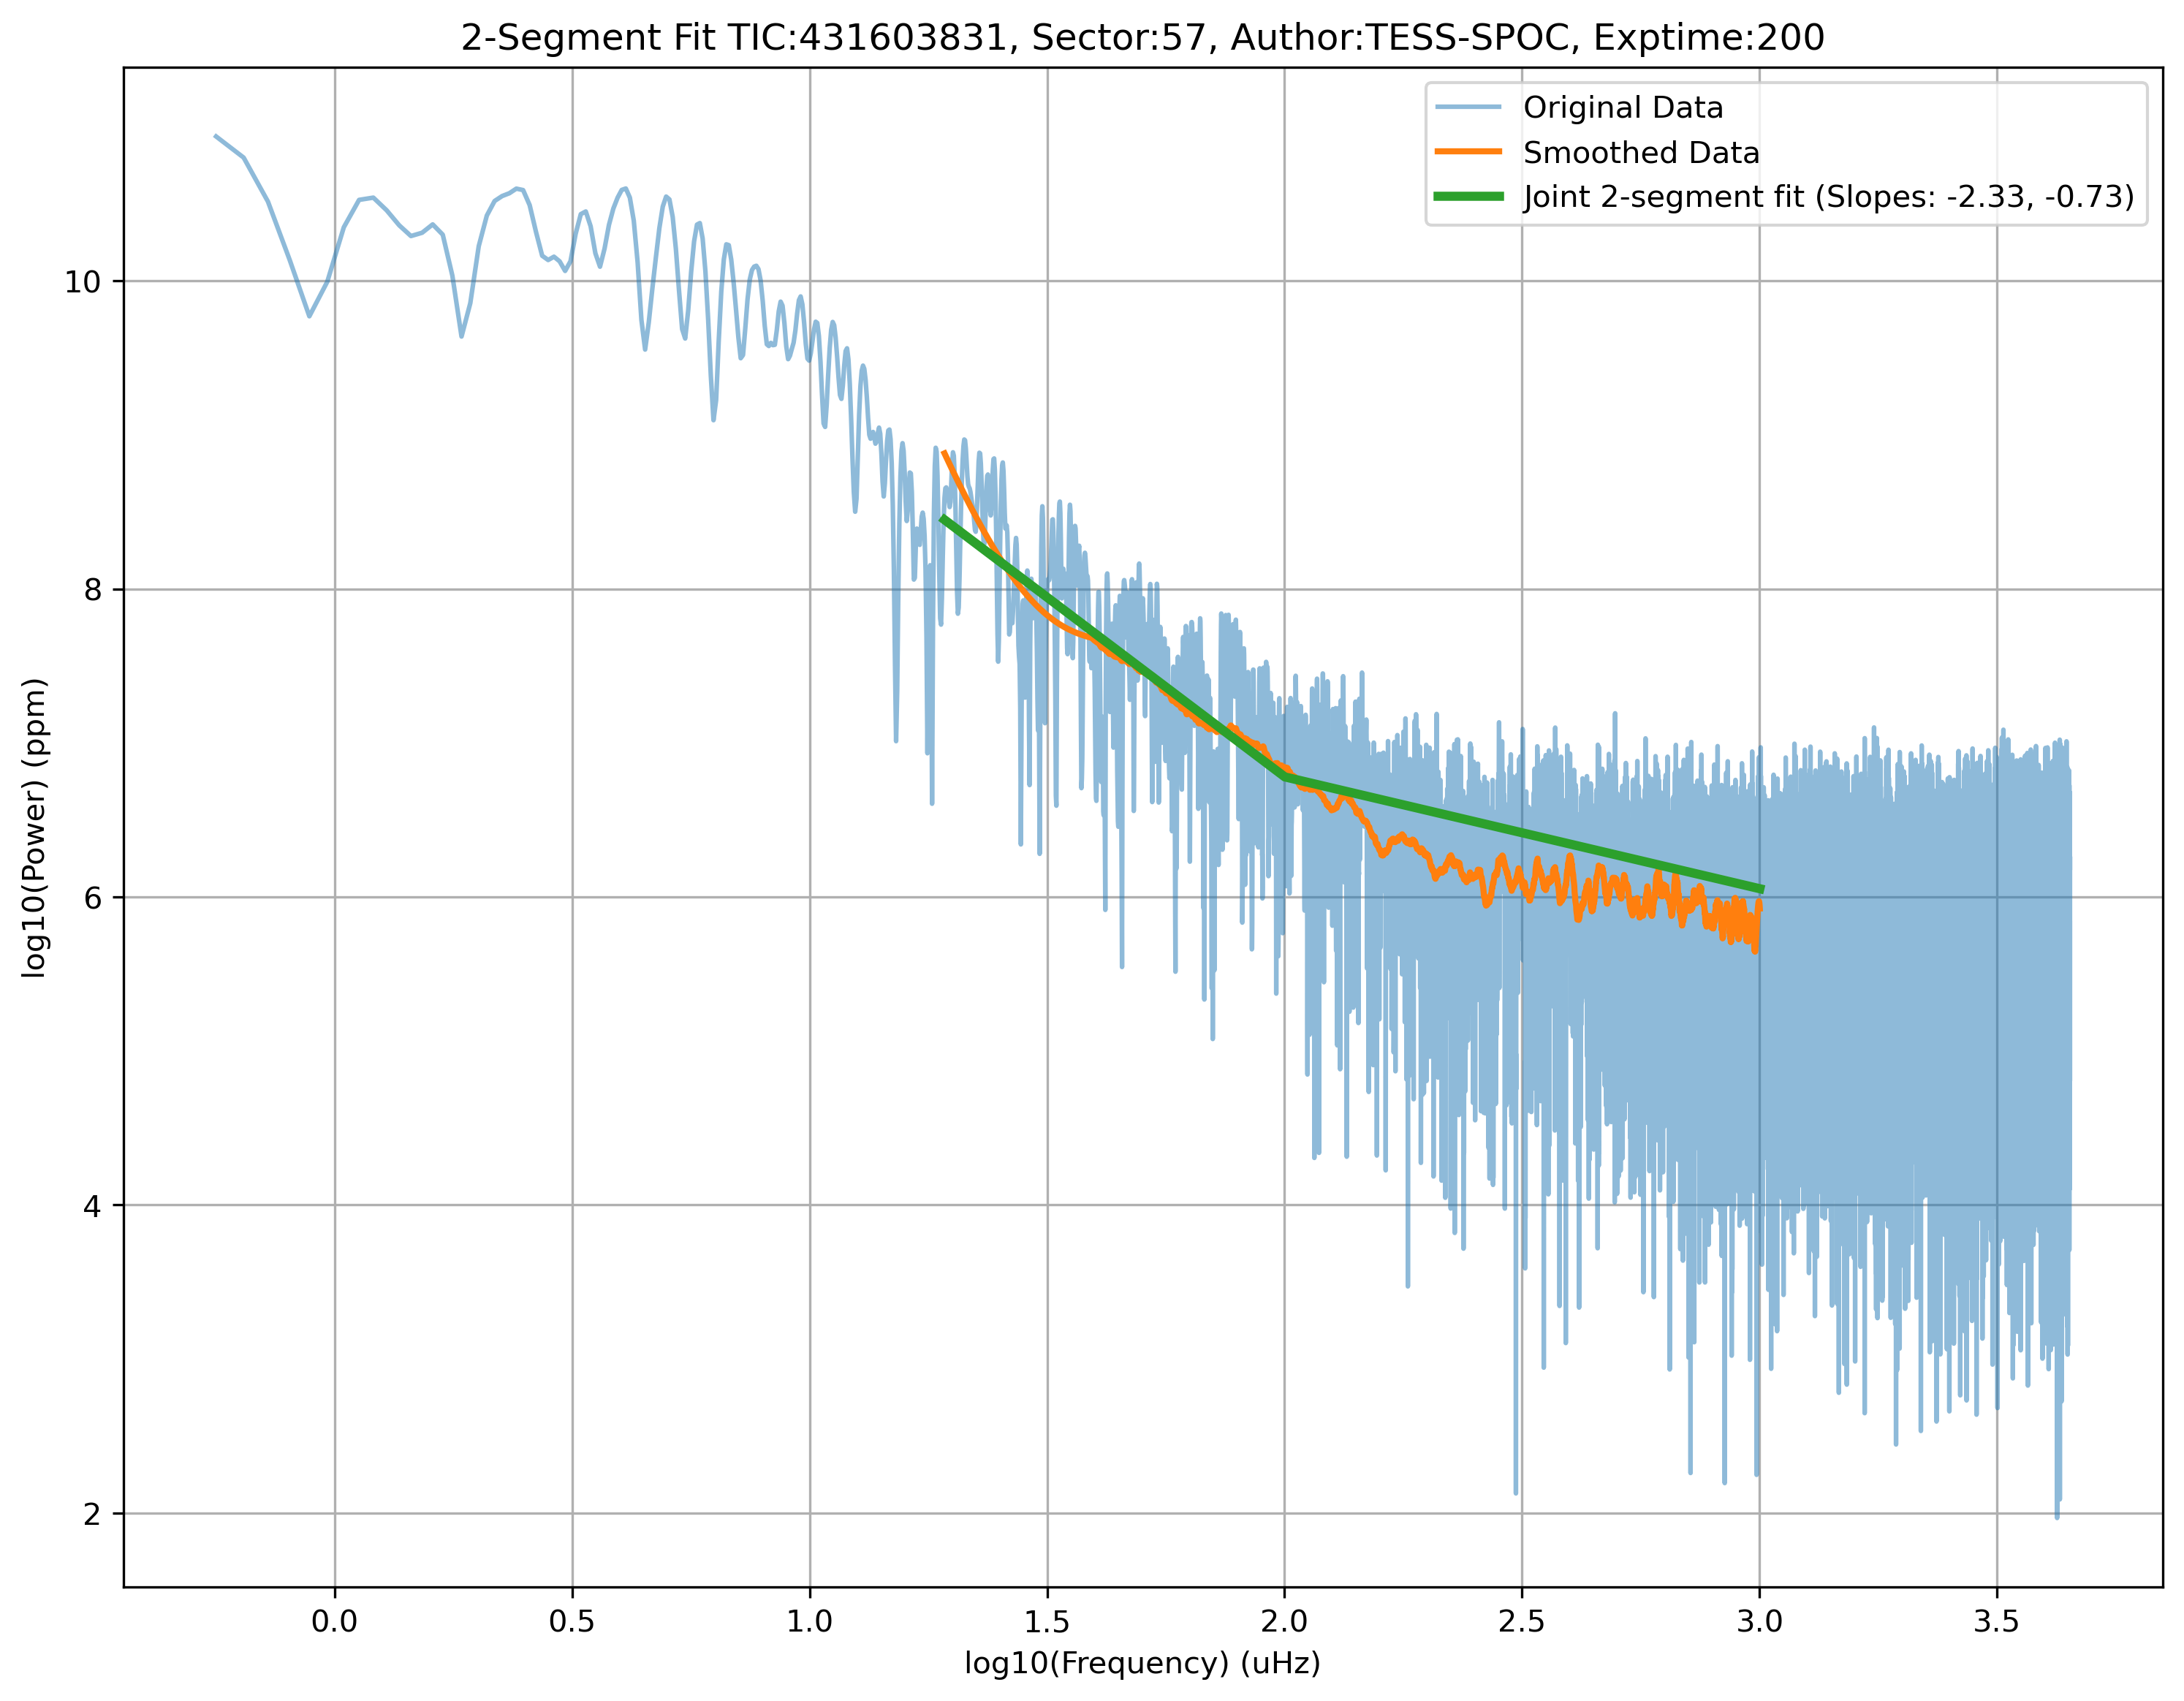 2-Segment Fit TIC:431603831, Sector:57, Author:TESS-SPOC, Exptime:200
Original Data
Smoothed Data
Joint 2-segment fit (Slopes: -2.33, -0.73)
log10(Power) (ppm)
10
8
6
4
2
0.0 0.5 1.0 1.5 2.0 2.5 3.0 3.5
log10(Frequency) (uHz)